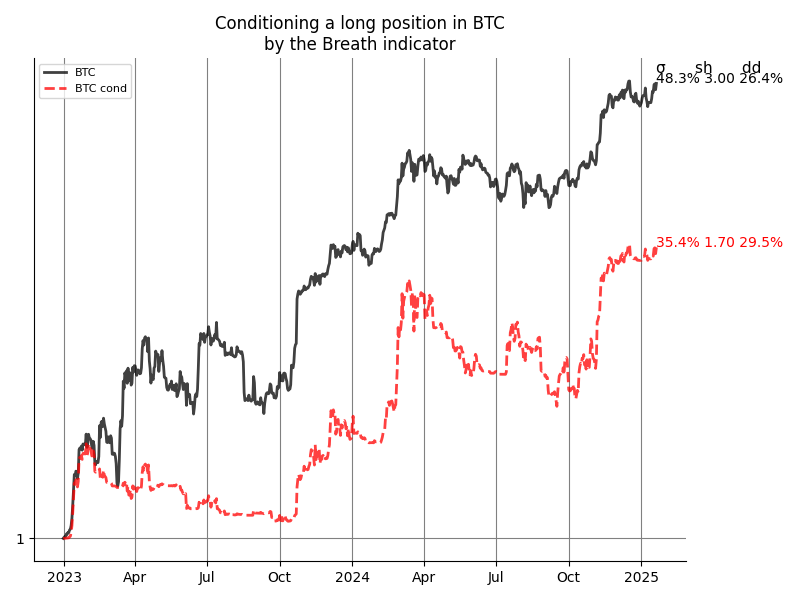 Conditioning a long position in BTC
by the Breath indicator
BTC
BTC cond
σ sh dd
48.3% 3.00 26.4%
35.4% 1.70 29.5%
1
2023 Apr Jul Oct 2024 Apr Jul Oct 2025